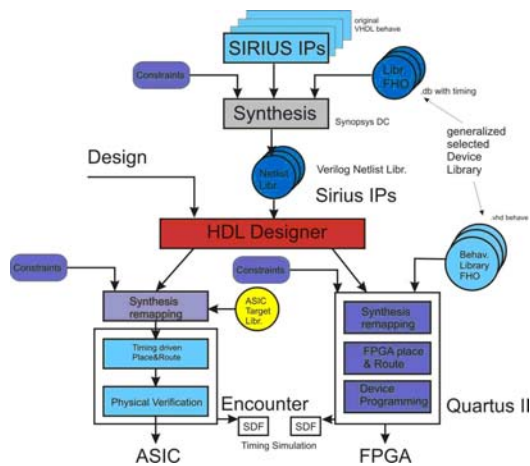 original
VHDL behave
SIRIUS IPs
Constraints
Libr.
FHO
.db with timing
Synthesis
Synopsys DC
generalized
selected
Device
Library
Design
Netlist
Libr.
Verilog Netlist Libr.
Sirius IPs
HDL Designer
.vhd behave
Constraints
Constraints
Behav.
Library
FHO
Synthesis
remapping
ASIC
Target
Libr.
Synthesis
remapping
Timing driven
Place&Route
FPGA place
& Route
Physical Verification
Device
Programming
Encounter
Quartus II
SDF
SDF
Timing Simulation
ASIC
FPGA